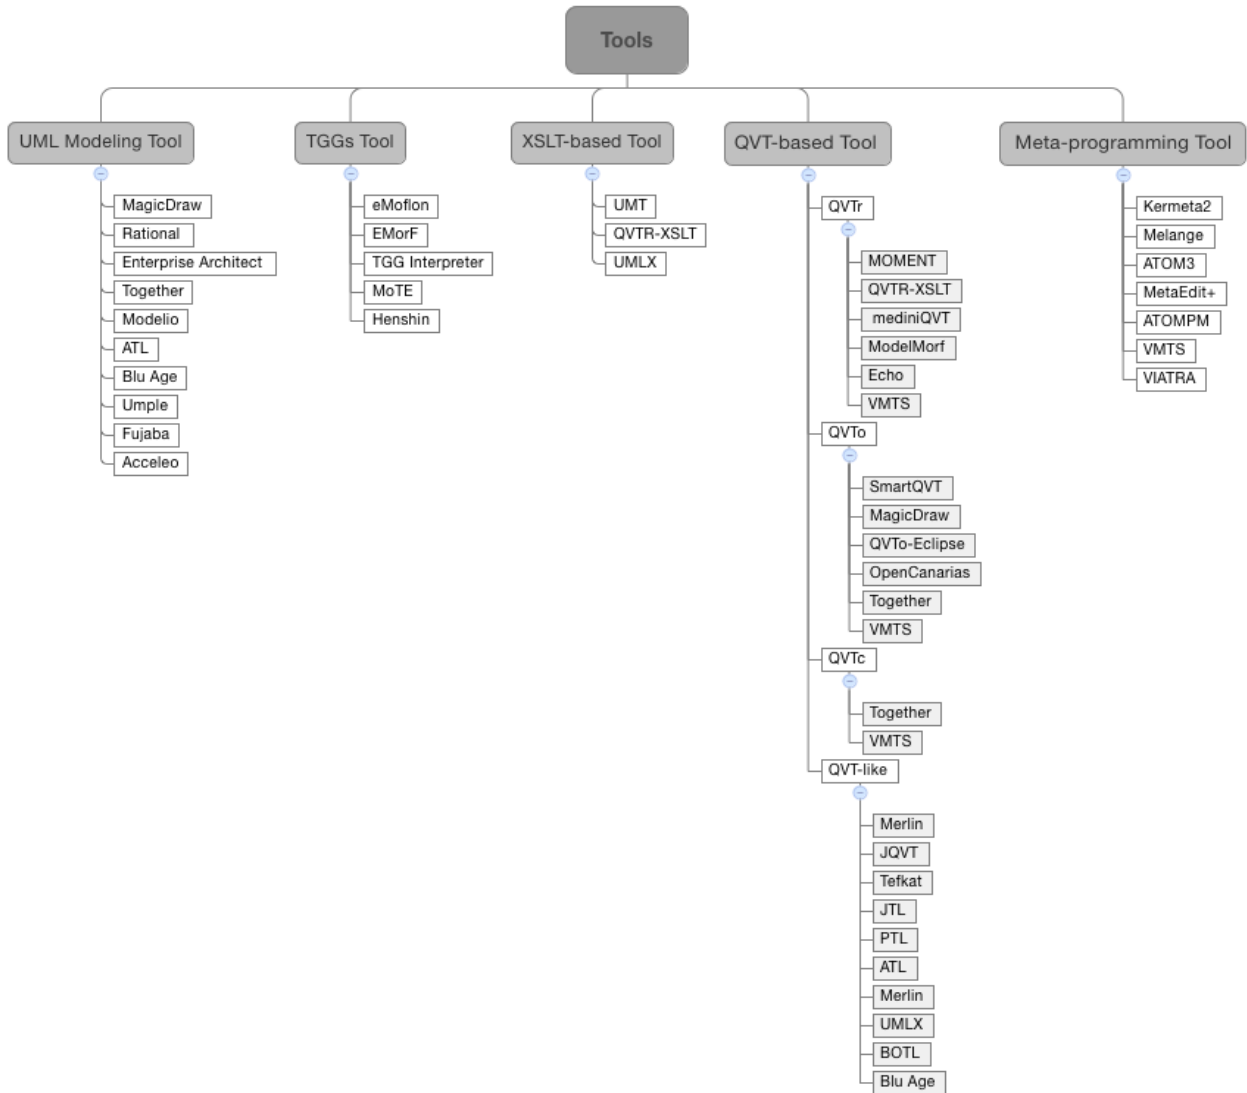 Tools
UML Modeling Tool
MagicDraw
Rational
Enterprise Architect
Together
Modelio
ATL
Blu Age
Umple
Fujaba
Acceleo
TGGs Tool
eMoflon
EMorF
TGG Interpreter
MoTE
Henshin
XSLT-based Tool
UMT
QVTR-XSLT
UMLX
QVT-based Tool
QVTr
MOMENT
QVTR-XSLT
mediniQVT
ModelMorf
Echo
VMTS
QVTo
SmartQVT
MagicDraw
QVTo-Eclipse
OpenCanarias
Together
VMTS
QVTc
Together
VMTS
QVT-like
Merlin
JQVT
Tefkat
JTL
PTL
ATL
Merlin
UMLX
BOTL
Blu Age
Meta-programming Tool
Kermeta2
Melange
ATOM3
MetaEdit+
ATOMPM
VMTS
VIATRA